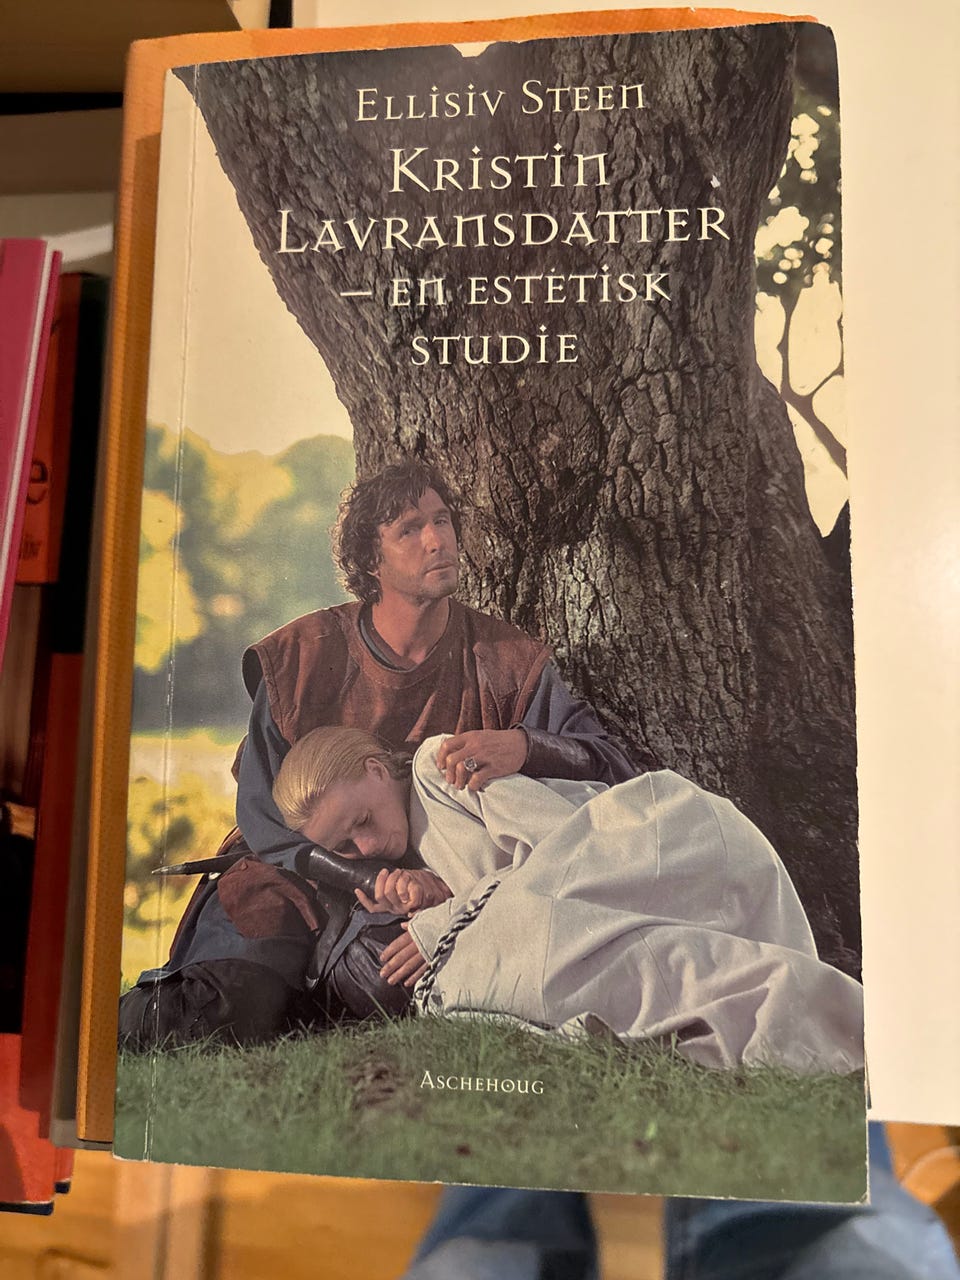 Ellisiv Steen
Kristin
Lavransdatter
– en estetisk
studie
Aschehoug